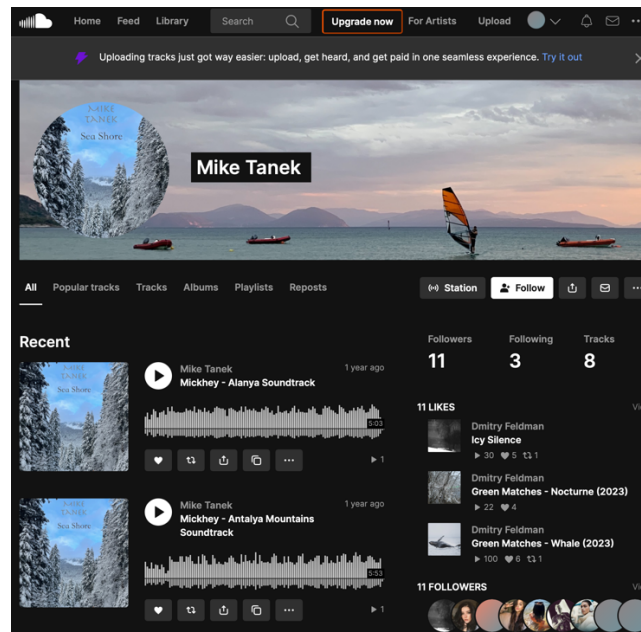 Home Feed Library Search Upgrade now For Artists Upload
Uploading tracks just got way easier: upload, get heard, and get paid in one seamless experience. Try it out
MIKE
TANEK
Sea Shore
Mike Tanek
All Popular tracks Tracks Albums Playlists Reposts Station Follow
Recent
MIKE
TANEK
Sea Shore
Mike Tanek 1 year ago
Mickhey - Alanya Soundtrack
5:03
1
TANEK
Sea Shore
Mike Tanek 1 year ago
Mickhey - Antalya Mountains
Soundtrack
5:53
1
Followers Following Tracks
11 3 8
11 LIKES
Dmitry Feldman
Icy Silence
30 5 1
Dmitry Feldman
Green Matches - Nocturne (2023)
22 4
Dmitry Feldman
Green Matches - Whale (2023)
100 6 1
11 FOLLOWERS